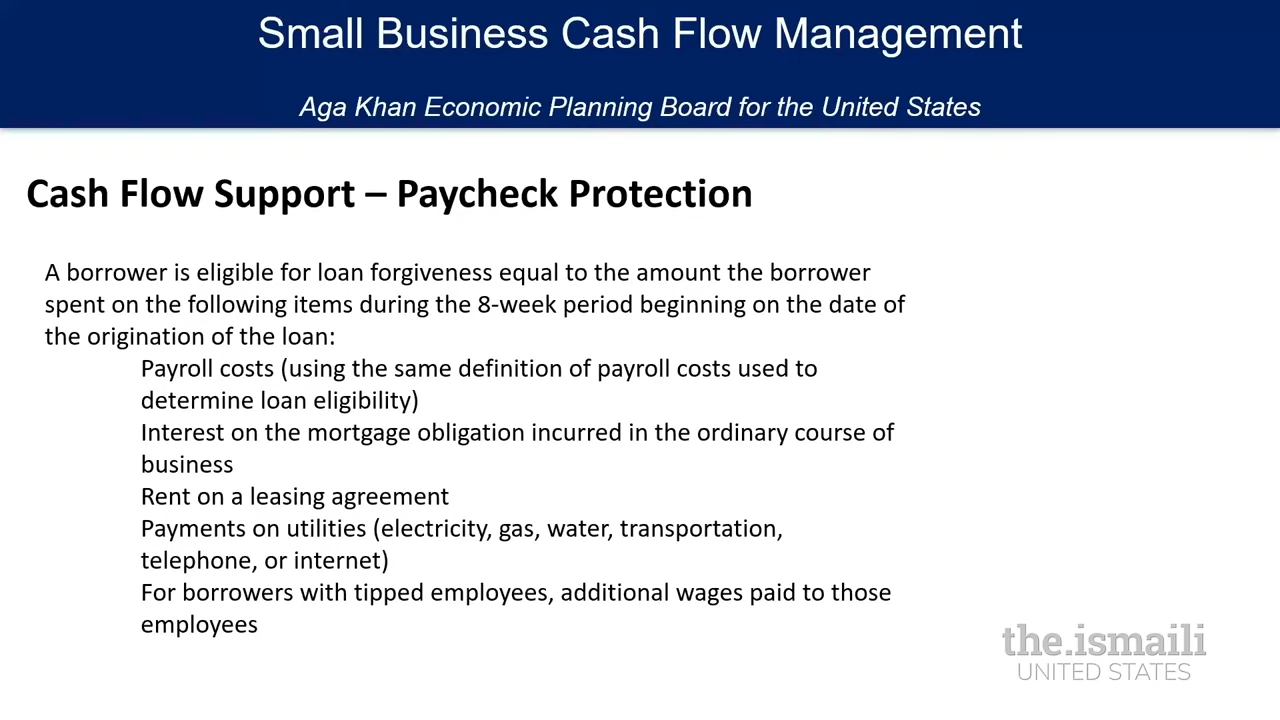 Small Business Cash Flow Management
Aga Khan Economic Planning Board for the United States
Cash Flow Support – Paycheck Protection
A borrower is eligible for loan forgiveness equal to the amount the borrower
spent on the following items during the 8-week period beginning on the date of
the origination of the loan:
Payroll costs (using the same definition of payroll costs used to
determine loan eligibility)
Interest on the mortgage obligation incurred in the ordinary course of
business
Rent on a leasing agreement
Payments on utilities (electricity, gas, water, transportation,
telephone, or internet)
For borrowers with tipped employees, additional wages paid to those
employees
the.ismaili
UNITED STATES